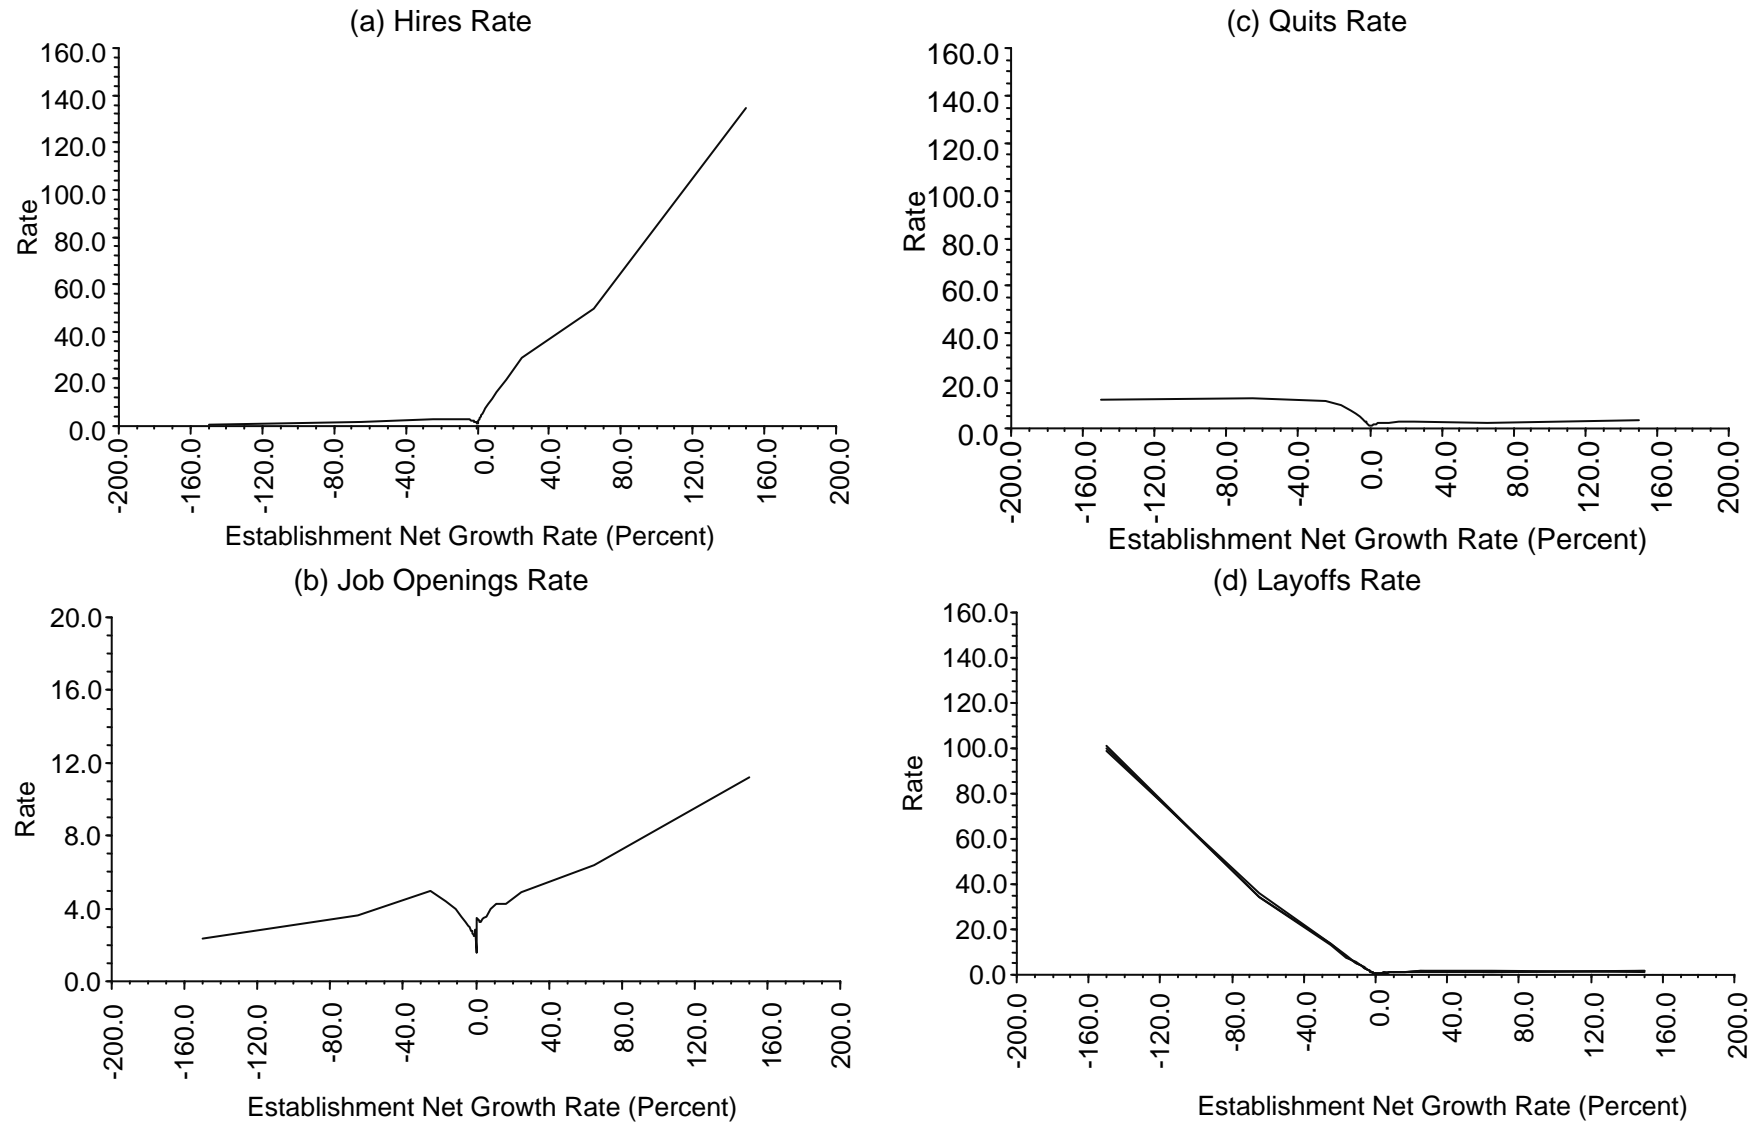 (a) Hires Rate
160.0
140.0
120.0
100.0
80.0
60.0
40.0
20.0
0.0
Rate
-200.0 -160.0 -120.0 -80.0 -40.0 0.0 40.0 80.0 120.0 160.0 200.0
Establishment Net Growth Rate (Percent)
(c) Quits Rate
160.0
140.0
120.0
100.0
80.0
60.0
40.0
20.0
0.0
Rate
-200.0 -160.0 -120.0 -80.0 -40.0 0.0 40.0 80.0 120.0 160.0 200.0
Establishment Net Growth Rate (Percent)
(b) Job Openings Rate
20.0
16.0
12.0
8.0
4.0
0.0
Rate
-200.0 -160.0 -120.0 -80.0 -40.0 0.0 40.0 80.0 120.0 160.0 200.0
Establishment Net Growth Rate (Percent)
(d) Layoffs Rate
160.0
140.0
120.0
100.0
80.0
60.0
40.0
20.0
0.0
Rate
-200.0 -160.0 -120.0 -80.0 -40.0 0.0 40.0 80.0 120.0 160.0 200.0
Establishment Net Growth Rate (Percent)